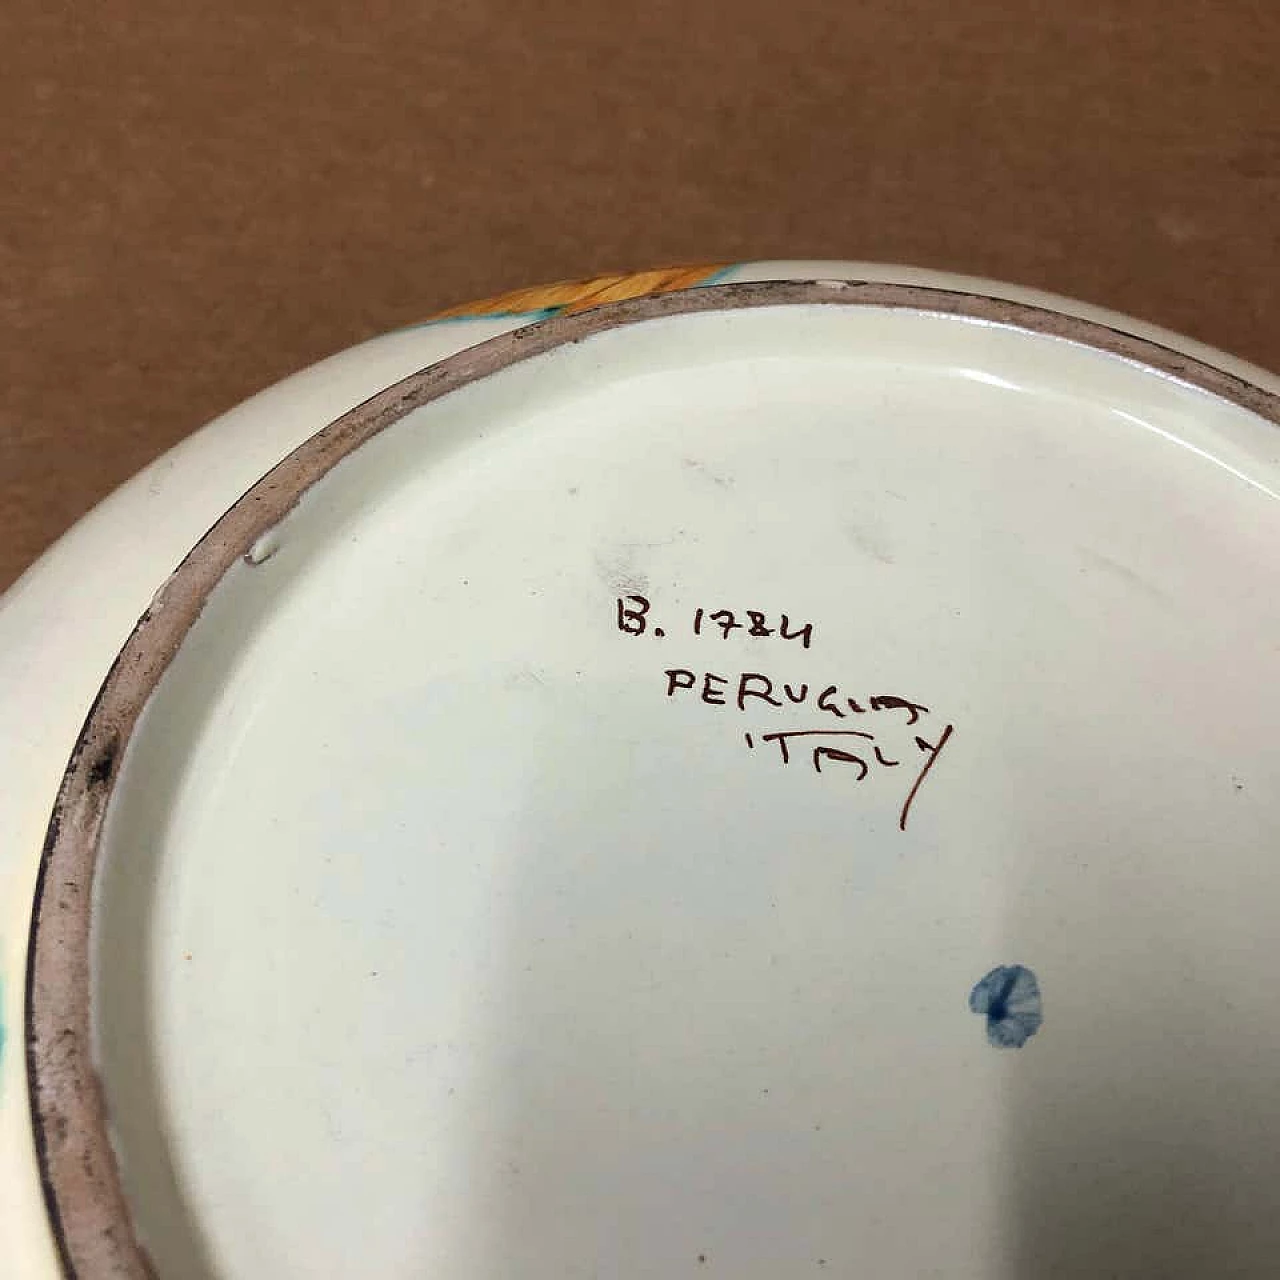 B. 1784
PERUGIA
ITALY